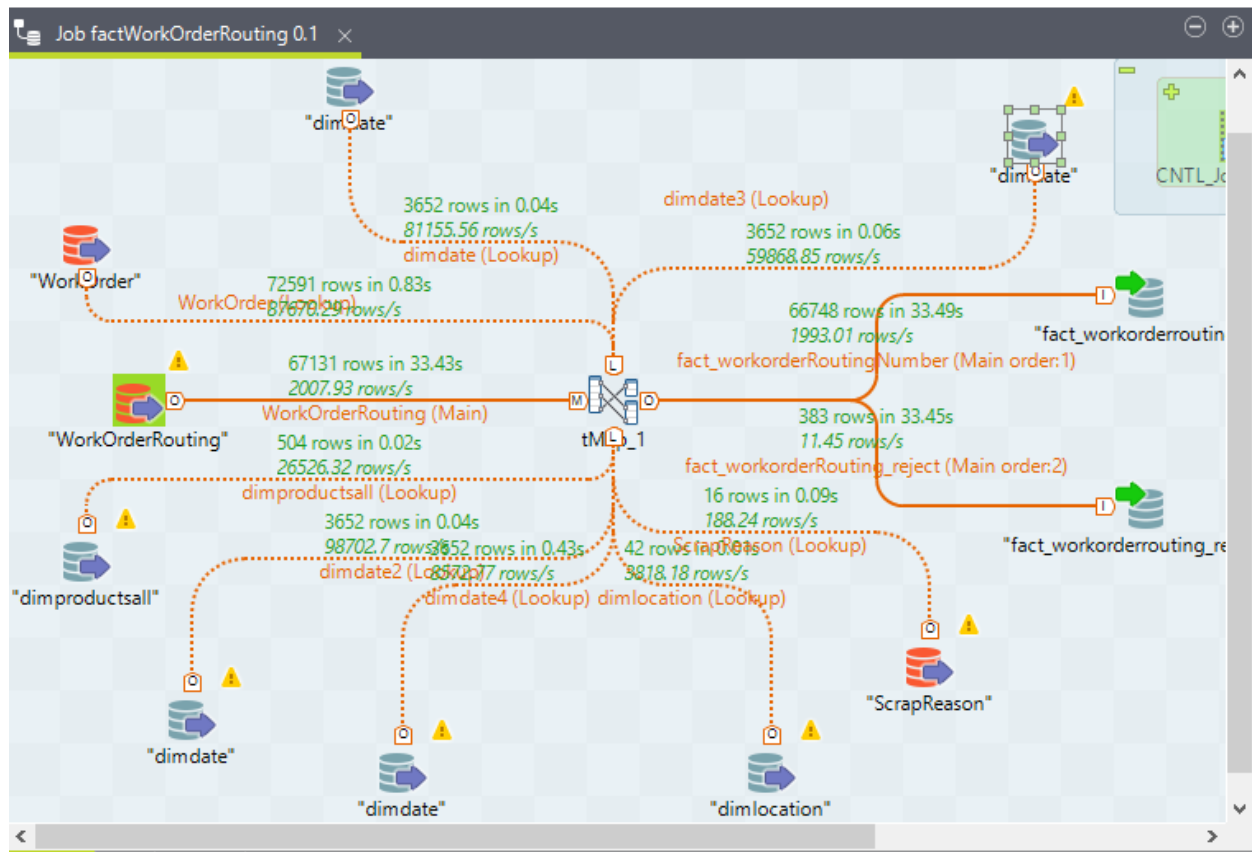 Job factWorkOrderRouting 0.1
"dimdate"
"dimdate"
CNTL_Jo
3652 rows in 0.04s
81155.56 rows/s
dimdate (Lookup)
dimdate3 (Lookup)
3652 rows in 0.06s
59868.85 rows/s
"WorkOrder"
72591 rows in 0.83s
87670.29 rows/s
WorkOrder (Lookup)
66748 rows in 33.49s
1993.01 rows/s
"fact_workorderroutin
fact_workorderRoutingNumber (Main order:1)
67131 rows in 33.43s
2007.93 rows/s
WorkOrderRouting (Main)
"WorkOrderRouting"
L
O
M
O
O
I
tMap_1
383 rows in 33.45s
11.45 rows/s
fact_workorderRouting_reject (Main order:2)
504 rows in 0.02s
26526.32 rows/s
dimproductsall (Lookup)
16 rows in 0.09s
188.24 rows/s
ScrapReason (Lookup)
I
"fact_workorderrouting_re
3652 rows in 0.04s
98702.7 rows/s
dimdate2 (Lookup)
3652 rows in 0.43s
8572.77 rows/s
dimdate4 (Lookup)
42 rows in 0.01s
3818.18 rows/s
dimlocation (Lookup)
O
"dimproductsall"
O
"ScrapReason"
O
"dimdate"
O
"dimdate"
O
"dimlocation"